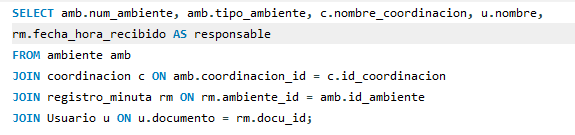 SELECT amb.num_ambiente, amb.tipo_ambiente, c.nombre_coordinacion, u.nombre,
rm.fecha_hora_recibido AS responsable
FROM ambiente amb
JOIN coordinacion c ON amb.coordinacion_id = c.id_coordinacion
JOIN registro_minuta rm ON rm.ambiente_id = amb.id_ambiente
JOIN Usuario u ON u.documento = rm.docu_id;